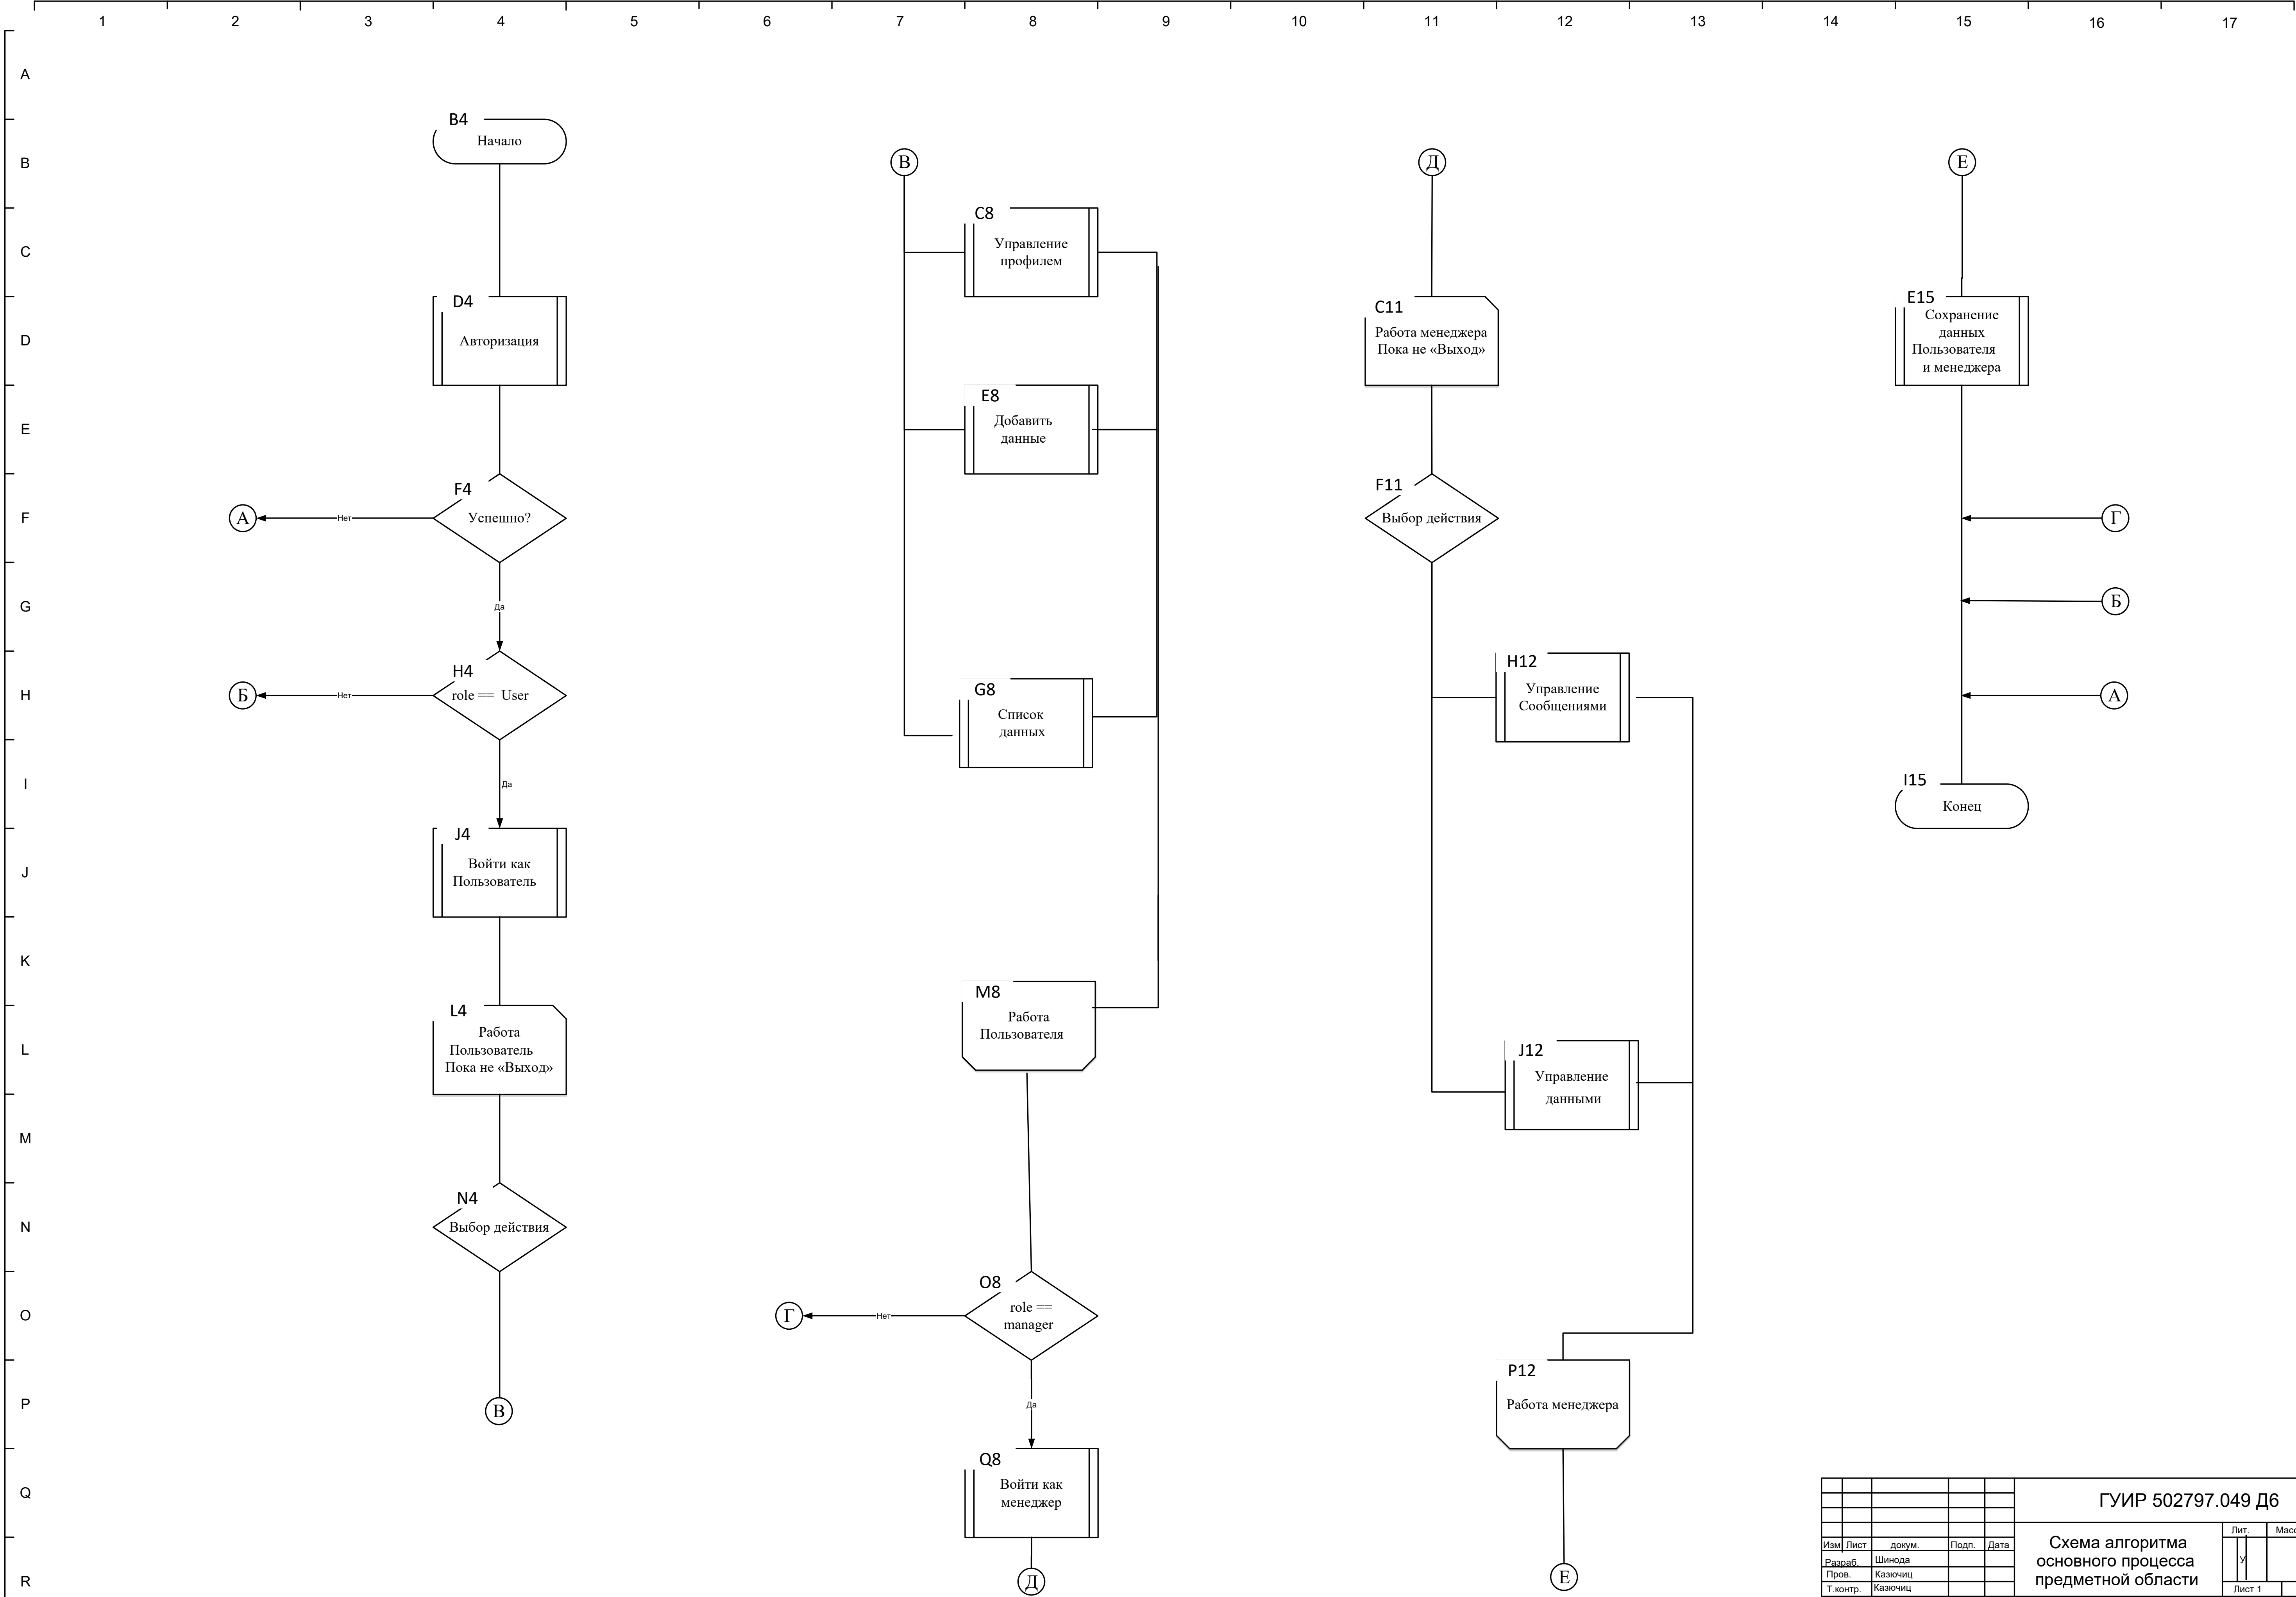 1 2 3 4 5 6 7 8 9 10 11 12 13 14 15 16 17
A
B
C
D
E
F
G
H
I
J
K
L
M
N
O
P
Q
R
B4
Начало
D4
Авторизация
F4
Успешно?
Нет
А
Да
H4
role == User
Нет
Б
Да
J4
Войти как
Пользователь
L4
Работа
Пользователь
Пока не «Выход»
N4
Выбор действия
В
В
C8
Управление
профилем
E8
Добавить
данные
G8
Список
данных
M8
Работа
Пользователя
O8
role ==
manager
Нет
Г
Да
Q8
Войти как
менеджер
Д
Д
C11
Работа менеджера
Пока не «Выход»
F11
Выбор действия
H12
Управление
Сообщениями
J12
Управление
данными
P12
Работа менеджера
Е
Е
E15
Сохранение
данных
Пользователя
и менеджера
Г
Б
А
I15
Конец
ГУИР 502797.049 Д6
Схема алгоритма
основного процесса
предметной области
Лит. Масс
У
Лист 1
Изм Лист докум. Подп. Дата
Разраб. Шинода
Пров. Казючиц
Т.контр. Казючиц